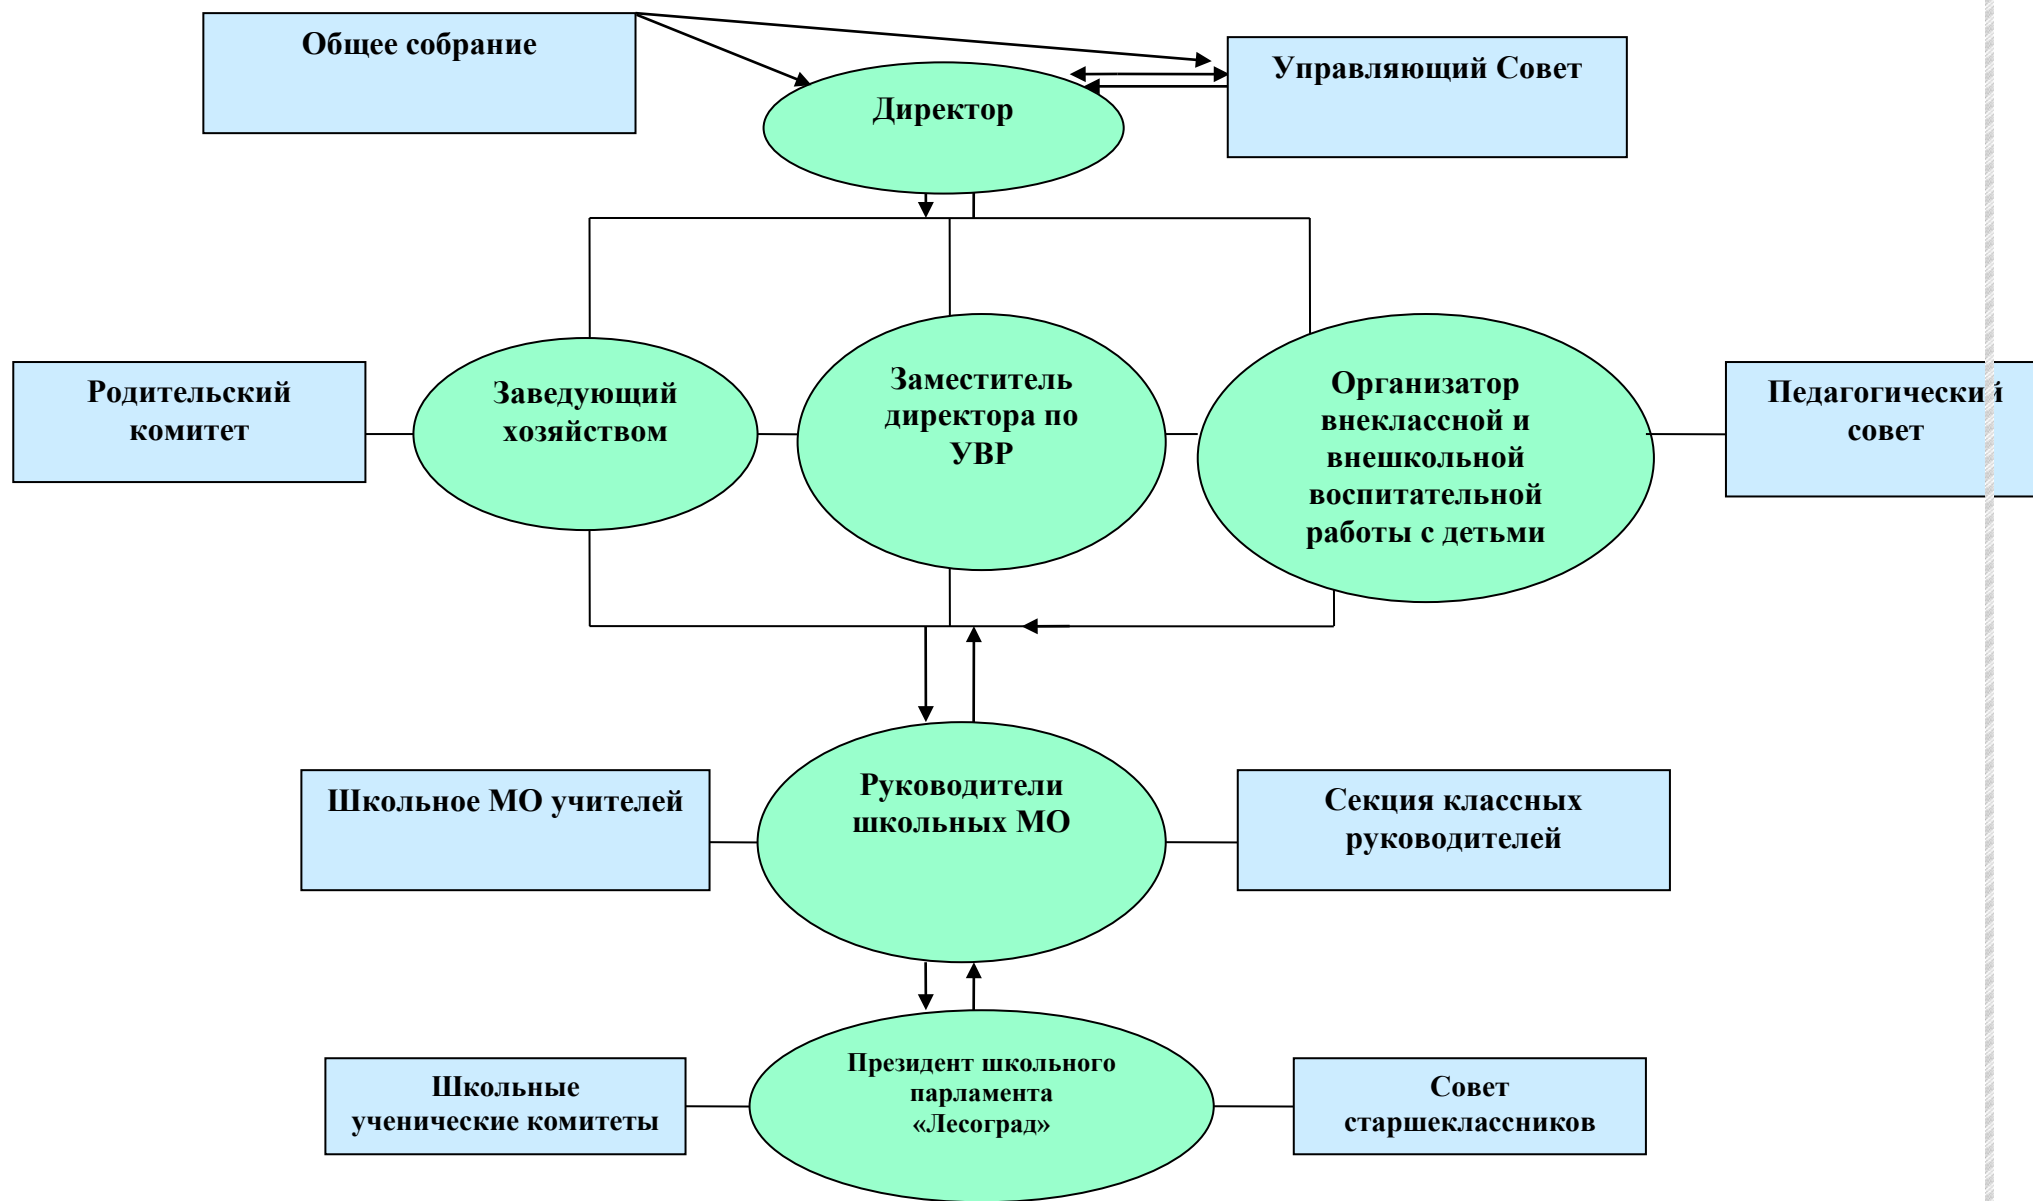 Общее собрание
Управляющий Совет
Директор
Родительский
комитет
Заведующий
хозяйством
Заместитель
директора по
УВР
Организатор
внеклассной и
внешкольной
воспитательной
работы с детьми
Педагогический
совет
Школьное МО учителей
Руководители
школьных МО
Секция классных
руководителей
Школьные
ученические комитеты
Президент школьного
парламента
«Лесоград»
Совет
старшеклассников